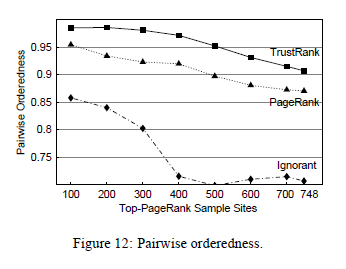 0.95
0.9
0.85
0.8
0.75
Pairwise Orderedness
TrustRank
PageRank
Ignorant
100 200 300 400 500 600 700 748
Top-PageRank Sample Sites
Figure 12: Pairwise orderedness.